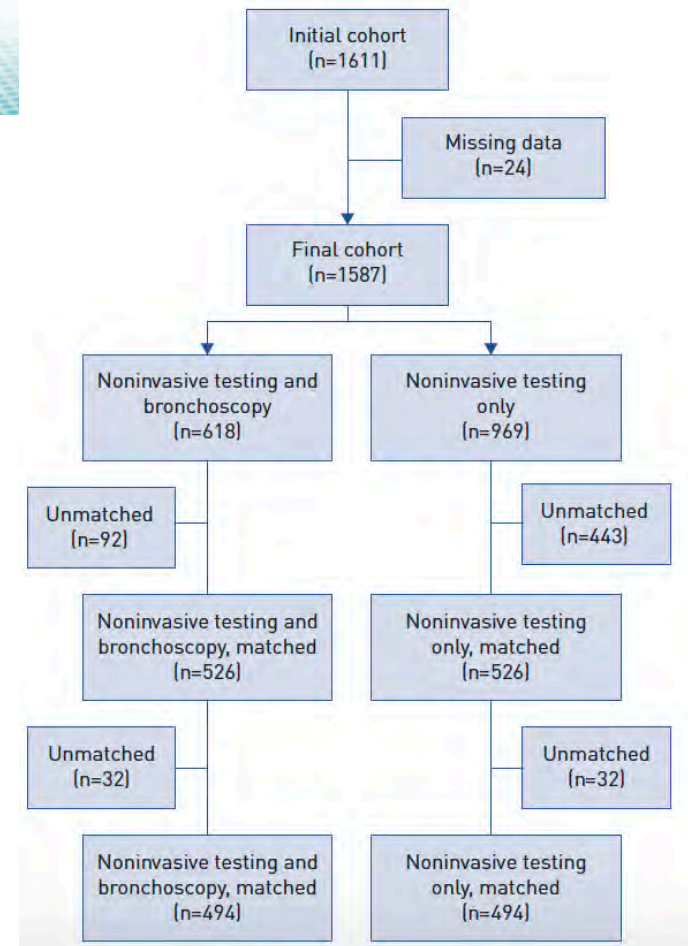 Initial cohort
(n=1611)
Missing data
(n=24)
Final cohort
(n=1587)
Noninvasive testing and
bronchoscopy
(n=618)
Noninvasive testing
only
(n=969)
Unmatched
(n=92)
Unmatched
(n=443)
Noninvasive testing and
bronchoscopy, matched
(n=526)
Noninvasive testing
only, matched
(n=526)
Unmatched
(n=32)
Unmatched
(n=32)
Noninvasive testing and
bronchoscopy, matched
(n=494)
Noninvasive testing
only, matched
(n=494)